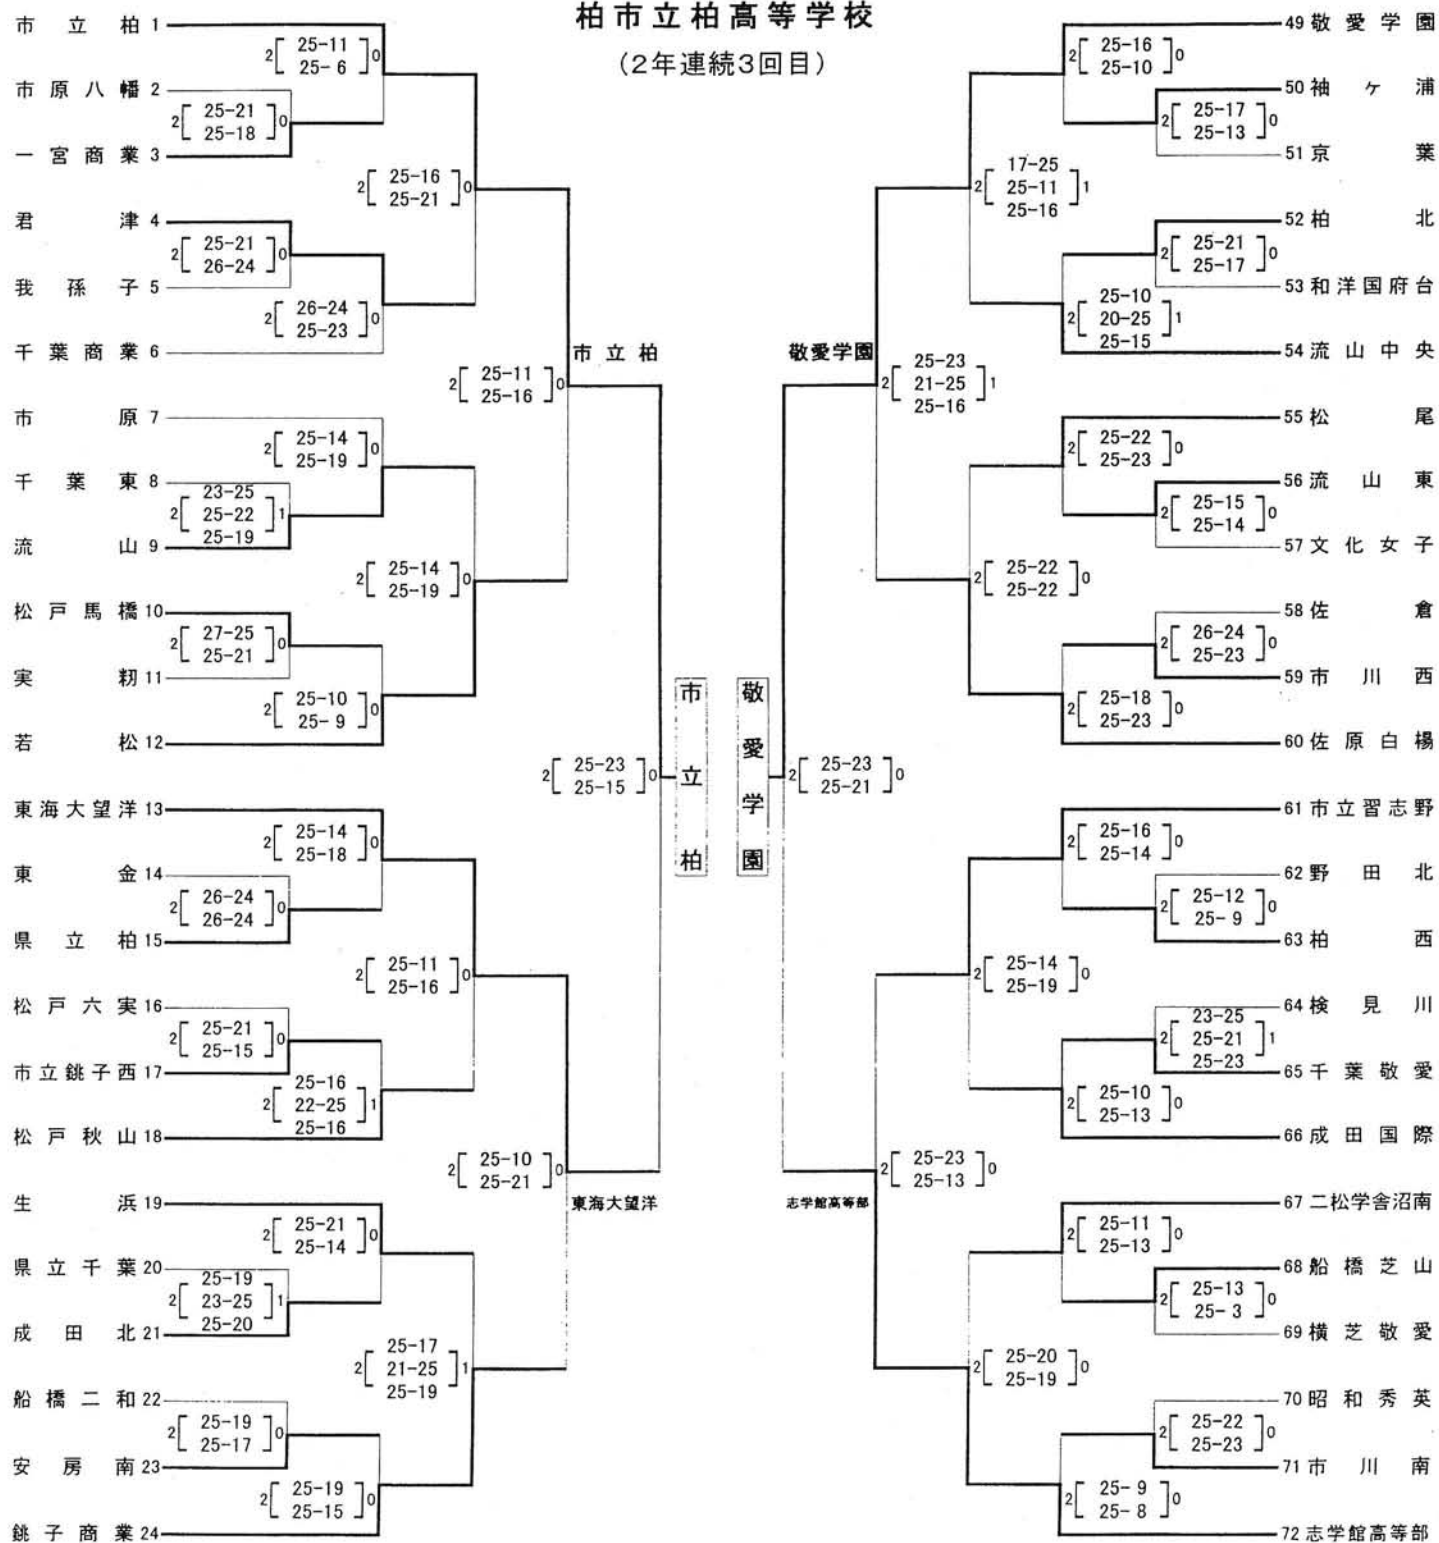 柏市立柏高等学校
(2年連続3回目)
市立柏 1
2 [25-11 25-6] 0
市原八幡 2
2 [25-21 25-18] 0
一宮商業 3
2 [25-16 25-21] 0
君津 4
2 [25-21 26-24] 0
我孫子 5
2 [26-24 25-23] 0
千葉商業 6
市立柏
2 [25-11 25-16] 0
市原 7
2 [25-14 25-19] 0
千葉東 8
2 [23-25 25-22 25-19] 1
流山 9
2 [25-14 25-19] 0
松戸馬橋 10
2 [27-25 25-21] 0
実籾 11
2 [25-10 25-9] 0
若松 12
2 [25-23 25-15] 0
市立柏
東海大望洋 13
2 [25-14 25-18] 0
東金 14
2 [26-24 26-24] 0
県立柏 15
2 [25-11 25-16] 0
松戸六実 16
2 [25-21 25-15] 0
市立銚子西 17
2 [25-16 22-25 25-16] 1
松戸秋山 18
2 [25-10 25-21] 0
東海大望洋
生浜 19
2 [25-21 25-14] 0
県立千葉 20
2 [25-19 23-25 25-20] 1
成田北 21
2 [25-17 21-25 25-19] 1
船橋二和 22
2 [25-19 25-17] 0
安房南 23
2 [25-19 25-15] 0
銚子商業 24
49 敬愛学園
2 [25-16 25-10] 0
50 袖ケ浦
2 [25-17 25-13] 0
51 京葉
2 [17-25 25-11 25-16] 1
52 柏北
2 [25-21 25-17] 0
53 和洋国府台
2 [25-10 20-25 25-15] 1
54 流山中央
敬愛学園
2 [25-23 21-25 25-16] 1
55 松尾
2 [25-22 25-23] 0
56 流山東
2 [25-15 25-14] 0
57 文化女子
2 [25-22 25-22] 0
58 佐倉
2 [26-24 25-23] 0
59 市川西
2 [25-18 25-23] 0
60 佐原白楊
敬愛学園
2 [25-23 25-21] 0
61 市立習志野
2 [25-16 25-14] 0
62 野田北
2 [25-12 25-9] 0
63 柏西
2 [25-14 25-19] 0
64 検見川
2 [23-25 25-21 25-23] 1
65 千葉敬愛
2 [25-10 25-13] 0
66 成田国際
2 [25-23 25-13] 0
志学館高等部
67 二松学舎沼南
2 [25-11 25-13] 0
68 船橋芝山
2 [25-13 25-3] 0
69 横芝敬愛
2 [25-20 25-19] 0
70 昭和秀英
2 [25-22 25-23] 0
71 市川南
2 [25-9 25-8] 0
72 志学館高等部